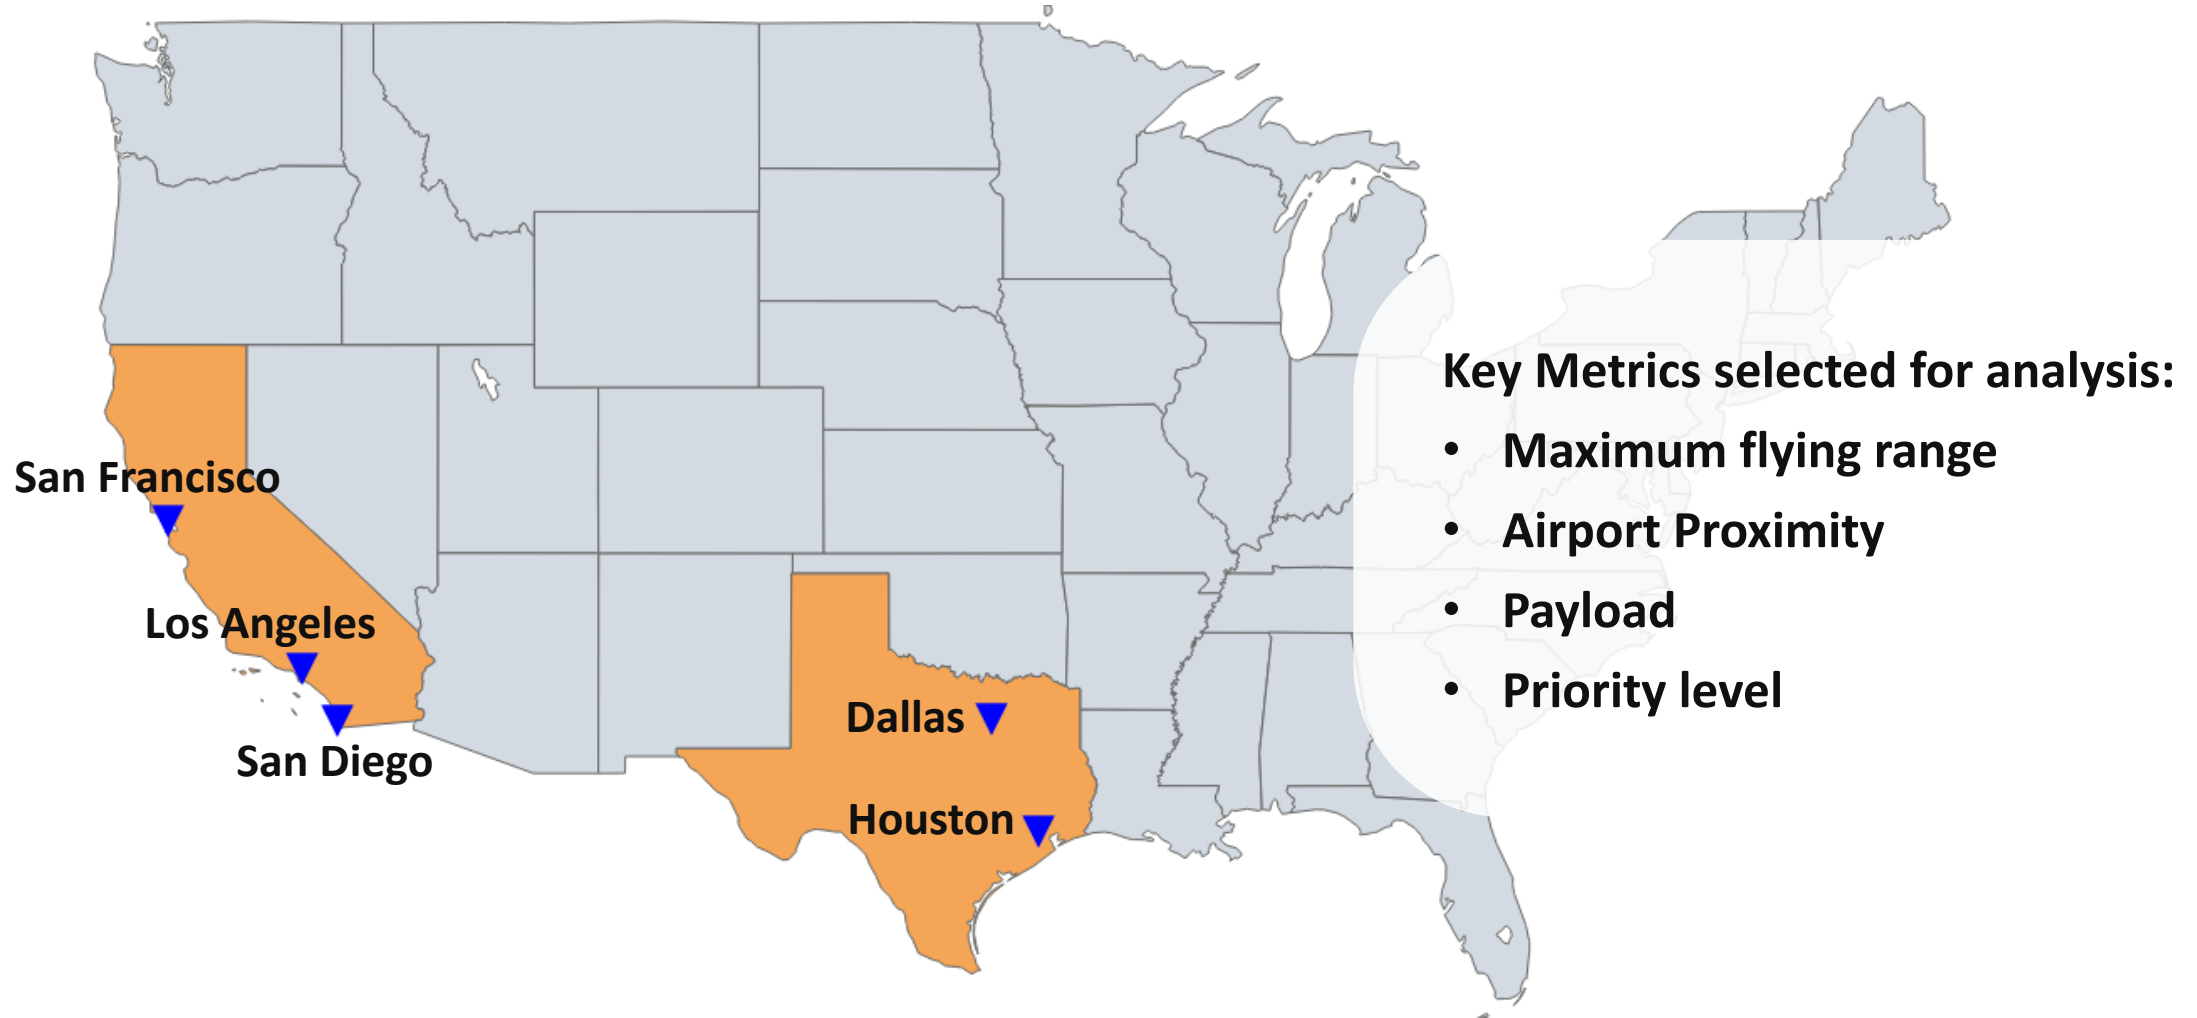 Key Metrics selected for analysis:
• Maximum flying range
• Airport Proximity
• Payload
• Priority level
San Francisco
Los Angeles
San Diego
Dallas
Houston